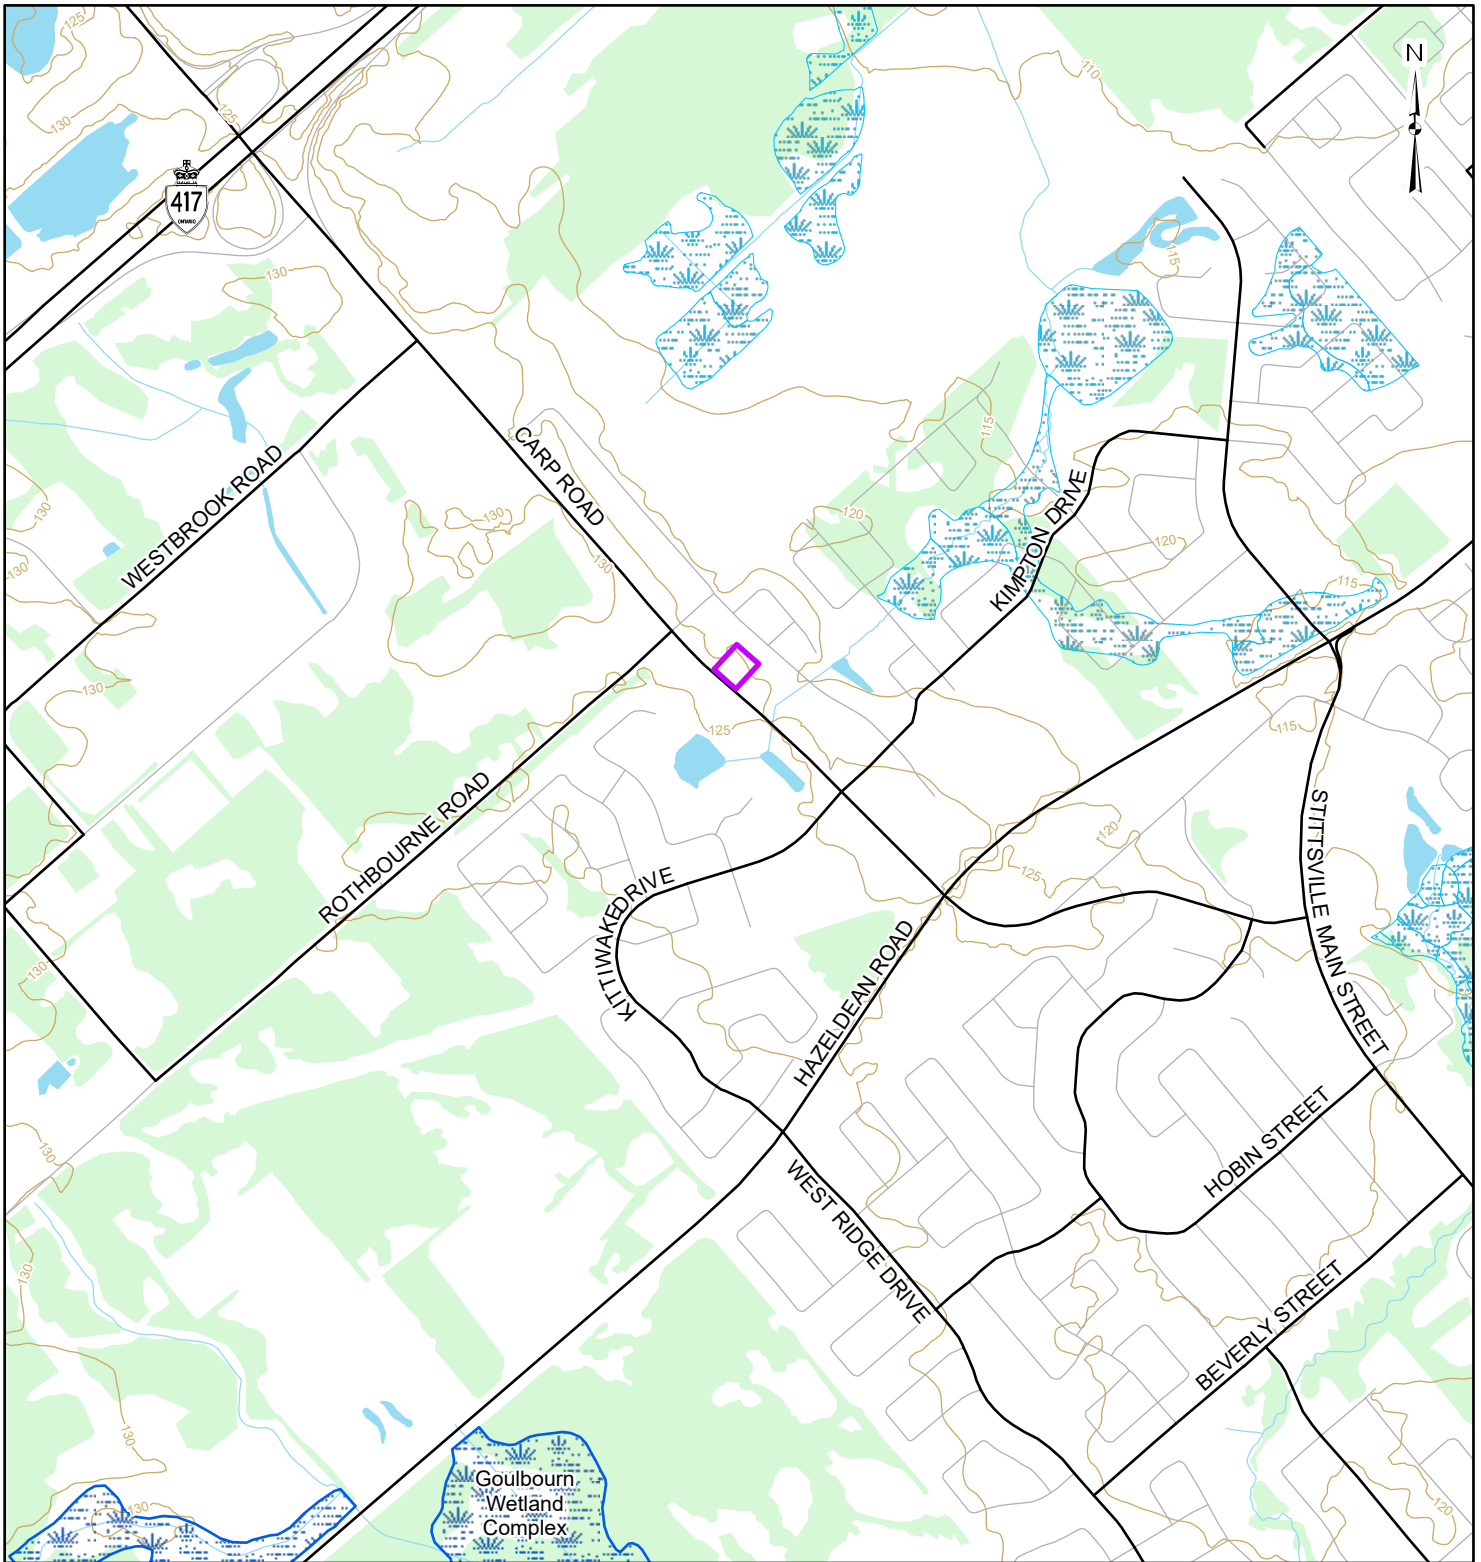 125
110
N
130
125
417
ONTARIO
130
115
CARP ROAD
115
WESTBROOK ROAD
130
130
120
KIMPTON DRIVE
120
130
130
115
130
125
115
ROTHBOURNE ROAD
STITTSVILLE MAIN STREET
120
125
KITTIWAKE DRIVE
HAZELDEAN ROAD
130
HOBIN STREET
130
WEST RIDGE DRIVE
130
BEVERLY STREET
130
Goulbourn
Wetland
Complex
130
120